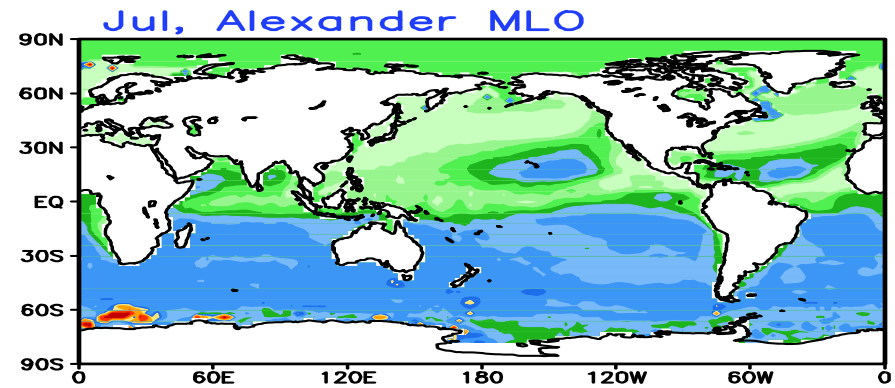 Jul, Alexander MLO
90N
60N
30N
EQ
30S
60S
90S
0 60E 120E 180 120W 60W 0